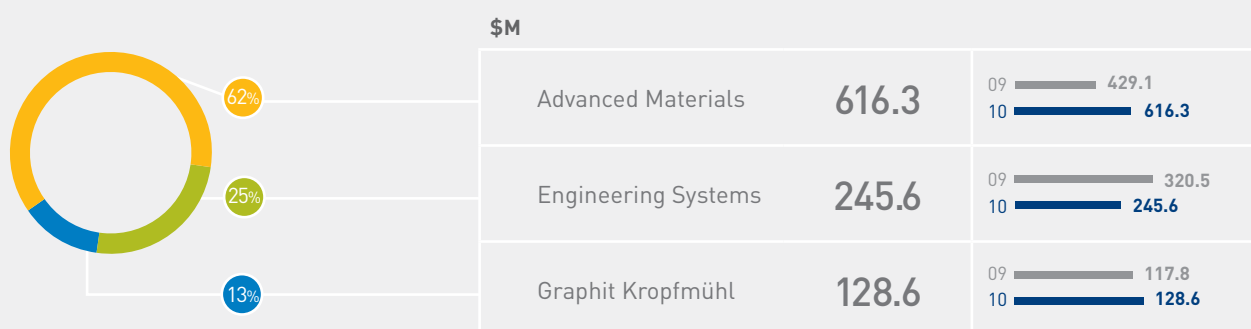 $M
62%
Advanced Materials 616.3
09 429.1
10 616.3
25%
Engineering Systems 245.6
09 320.5
10 245.6
13%
Graphit Kropfmühl 128.6
09 117.8
10 128.6